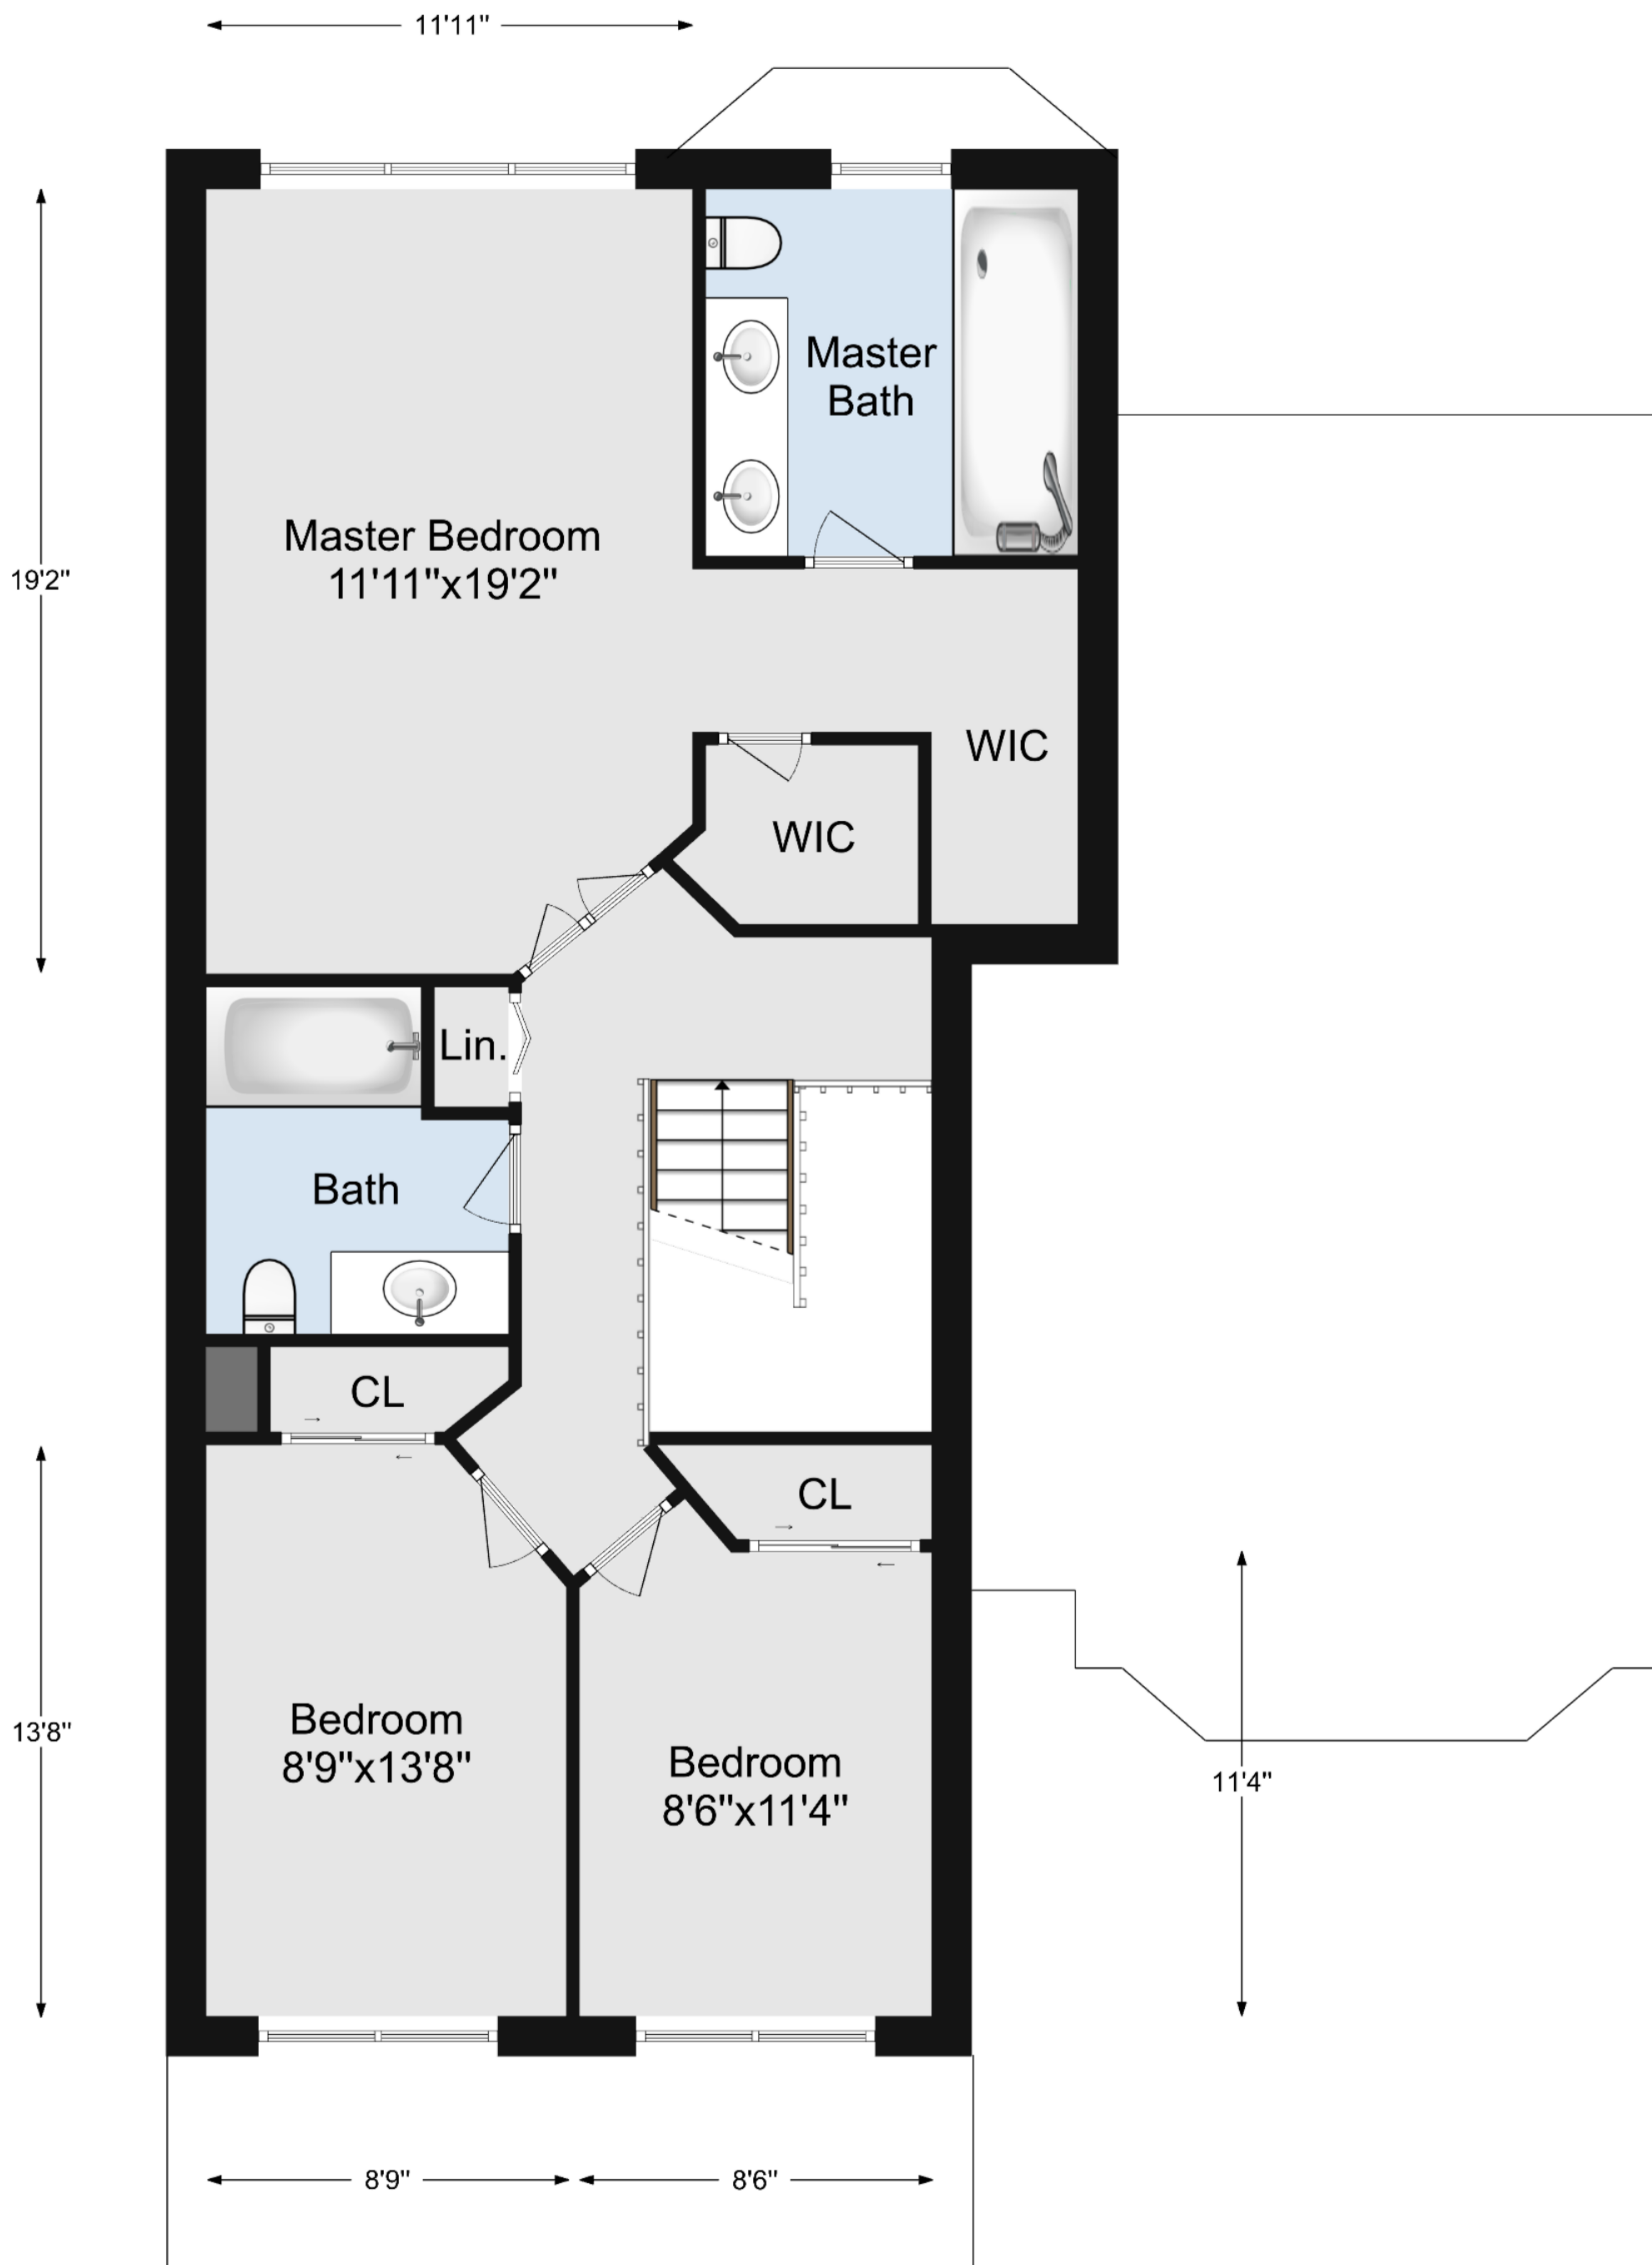 11'11"
Master
Bath
Master Bedroom
11'11"x19'2"
19'2"
WIC
WIC
Lin.
Bath
CL
CL
Bedroom
8'9"x13'8"
13'8"
Bedroom
8'6"x11'4"
11'4"
8'9"
8'6"